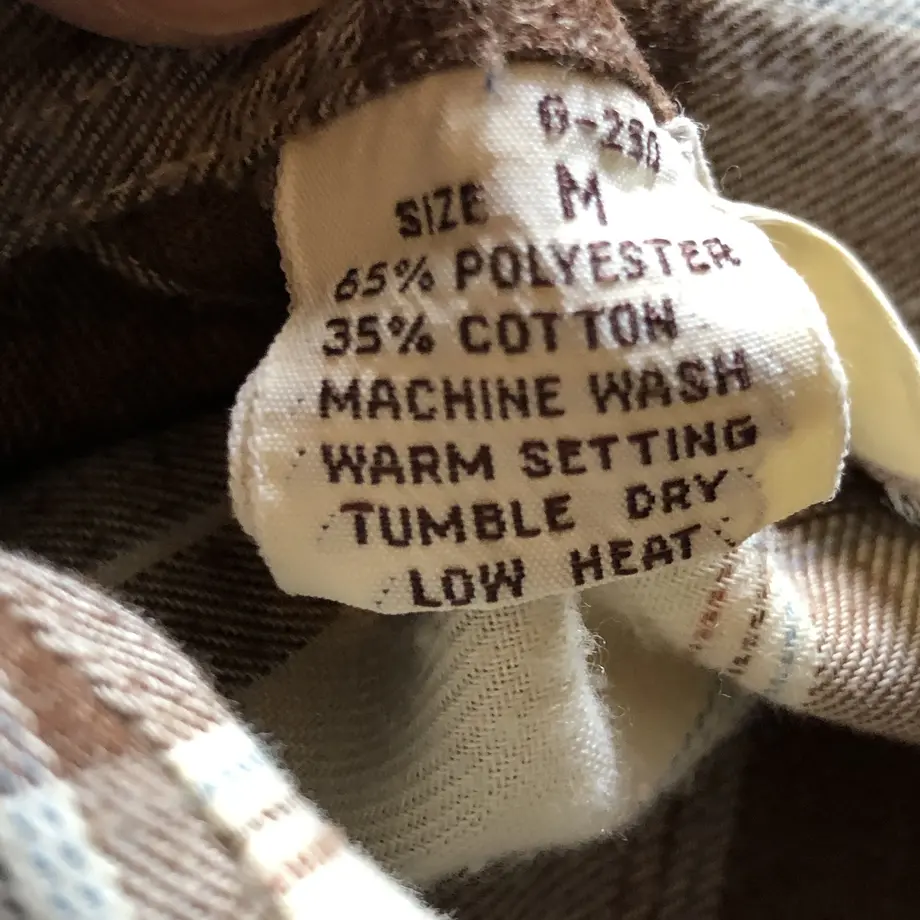 G-230
SIZE M
65% POLYESTER
35% COTTON
MACHINE WASH
WARM SETTING
TUMBLE DRY
LOW HEAT